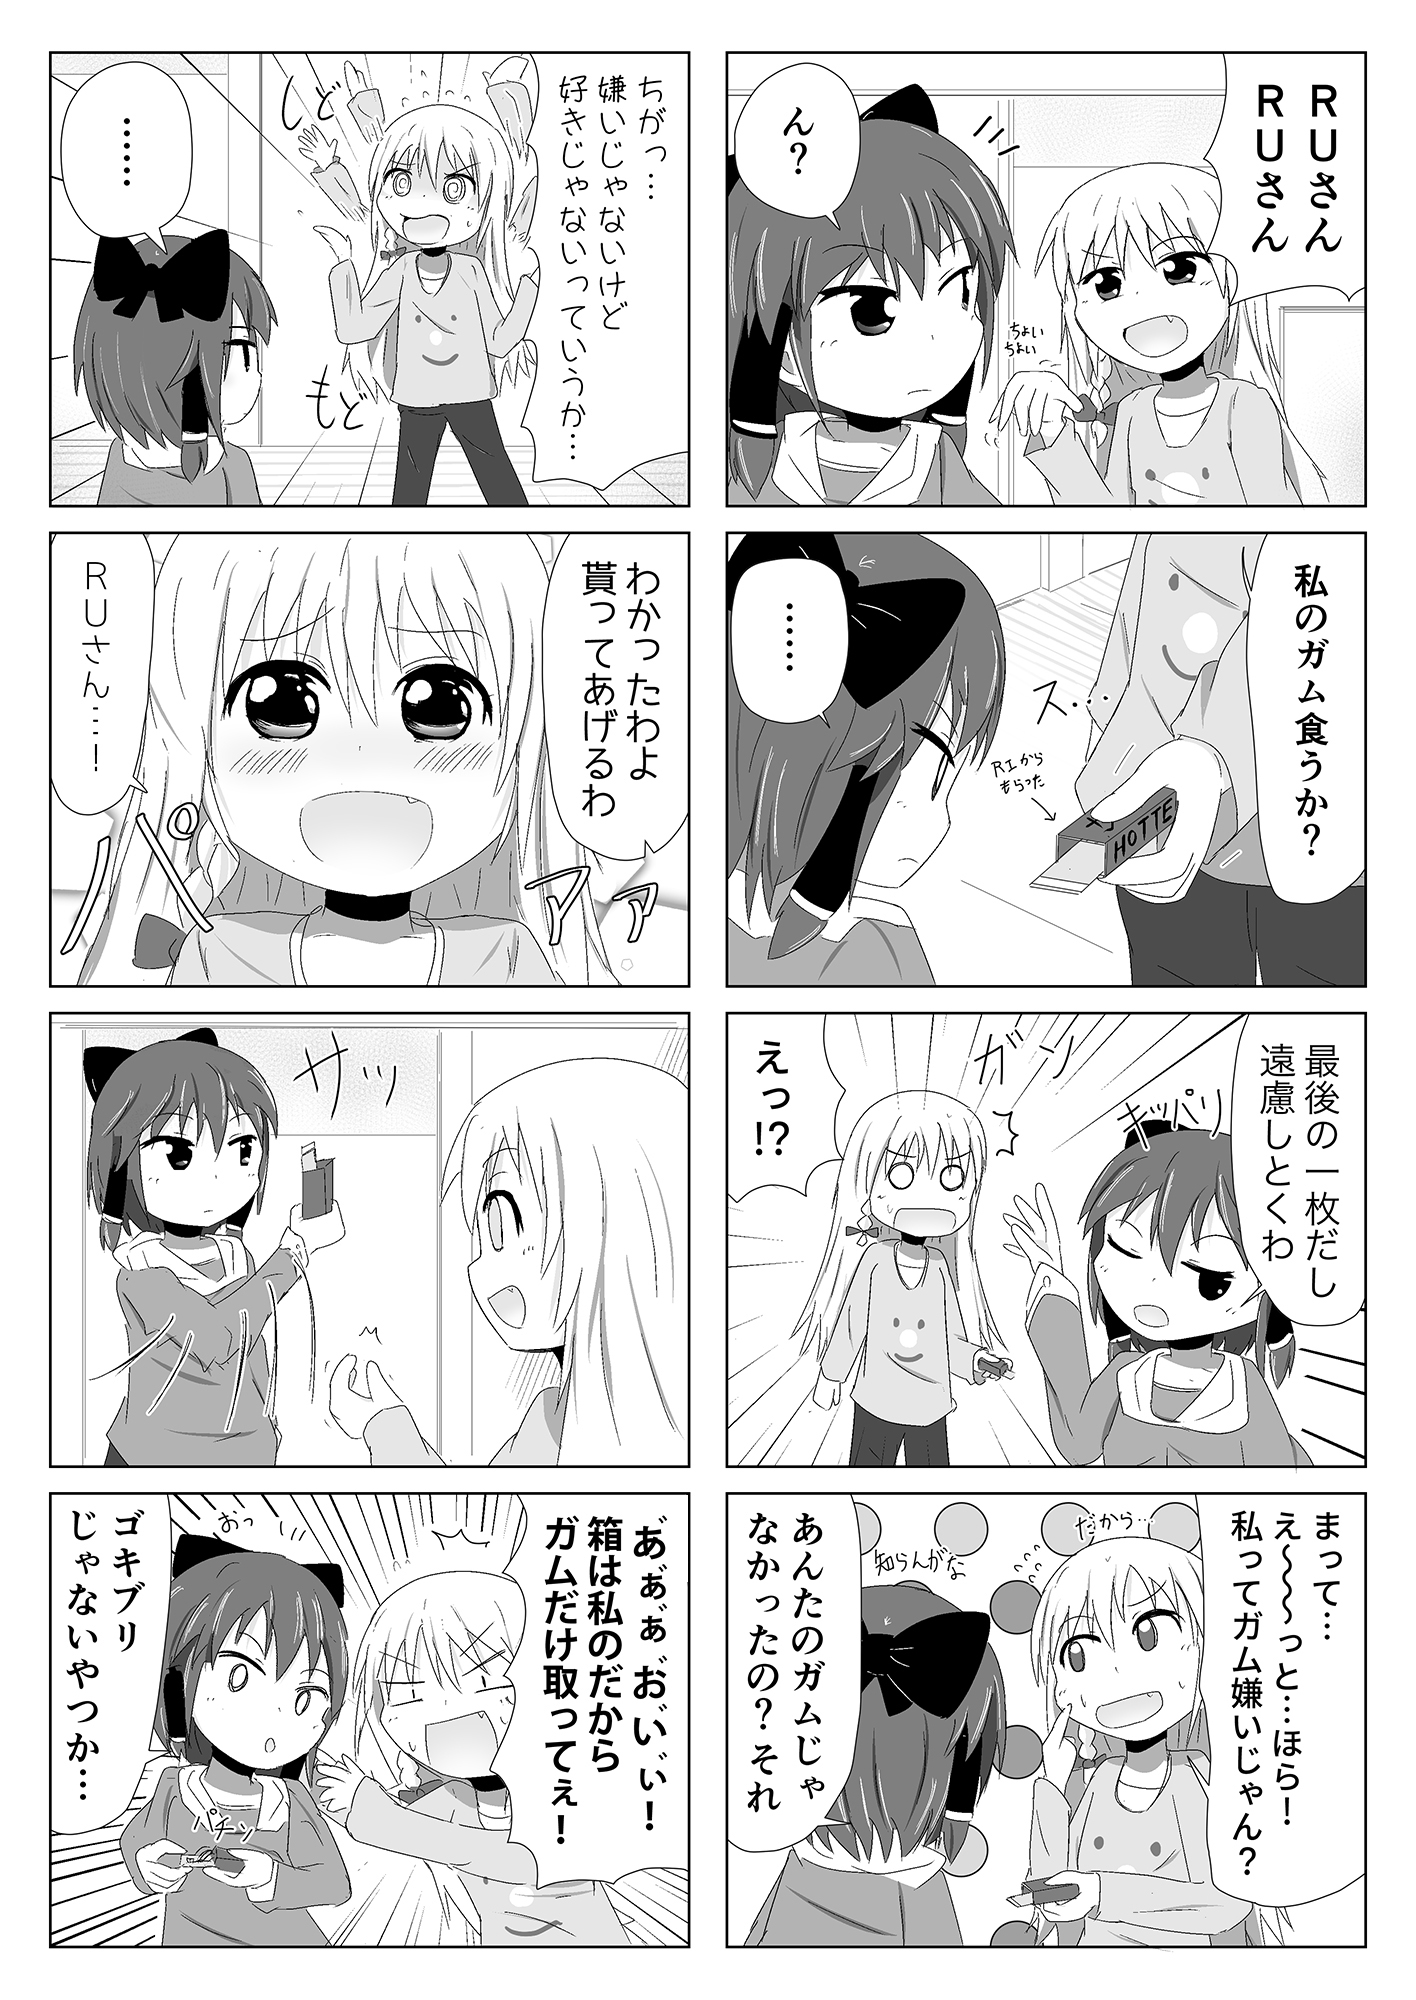 RUさん
RUさん
ん？
ちょい
ちょい
私のガム食うか？
ス…
RIから
もらった
HOTTE
……
最後の一枚だし
遠慮しとくわ
キッパリ
ガン
えっ!?
まって…
え～～～っと…ほら！
私ってガム嫌いじゃん？
だから…
知らんがな
あんたのガムじゃ
なかったの？それ
ちがっ…
嫌いじゃないけど
好きじゃないっていうか…
しど
もど
……
わかったわよ
貰ってあげるわ
RUさん…！
パアァ
サッ
あ゛ぁ゛ぁ゛お゛ぃ゛ぃ！
箱は私のだから
ガムだけ取ってぇ！
おっ
パチン
ゴキブリ
じゃないやつか…